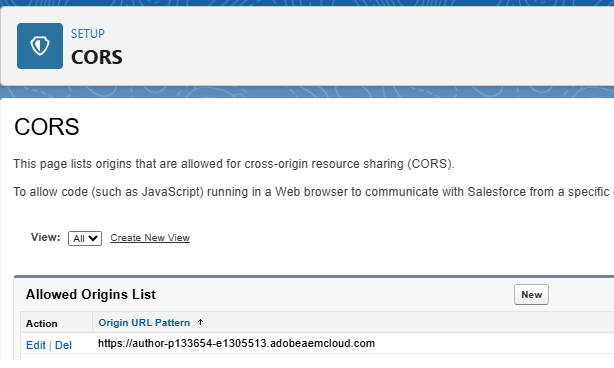 SETUP
CORS
CORS
This page lists origins that are allowed for cross-origin resource sharing (CORS).
To allow code (such as JavaScript) running in a Web browser to communicate with Salesforce from a specific
View: All Create New View
Allowed Origins List New
Action Origin URL Pattern ↑
Edit | Del https://author-p133654-e1305513.adobeaemcloud.com